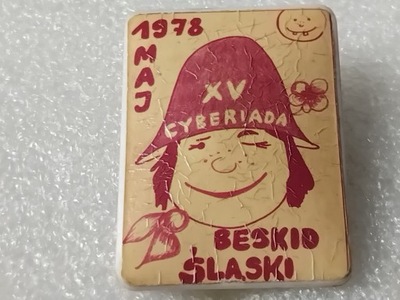 1978
MAJ
XV
CYBERIADA
BESKID
ŚLASKI